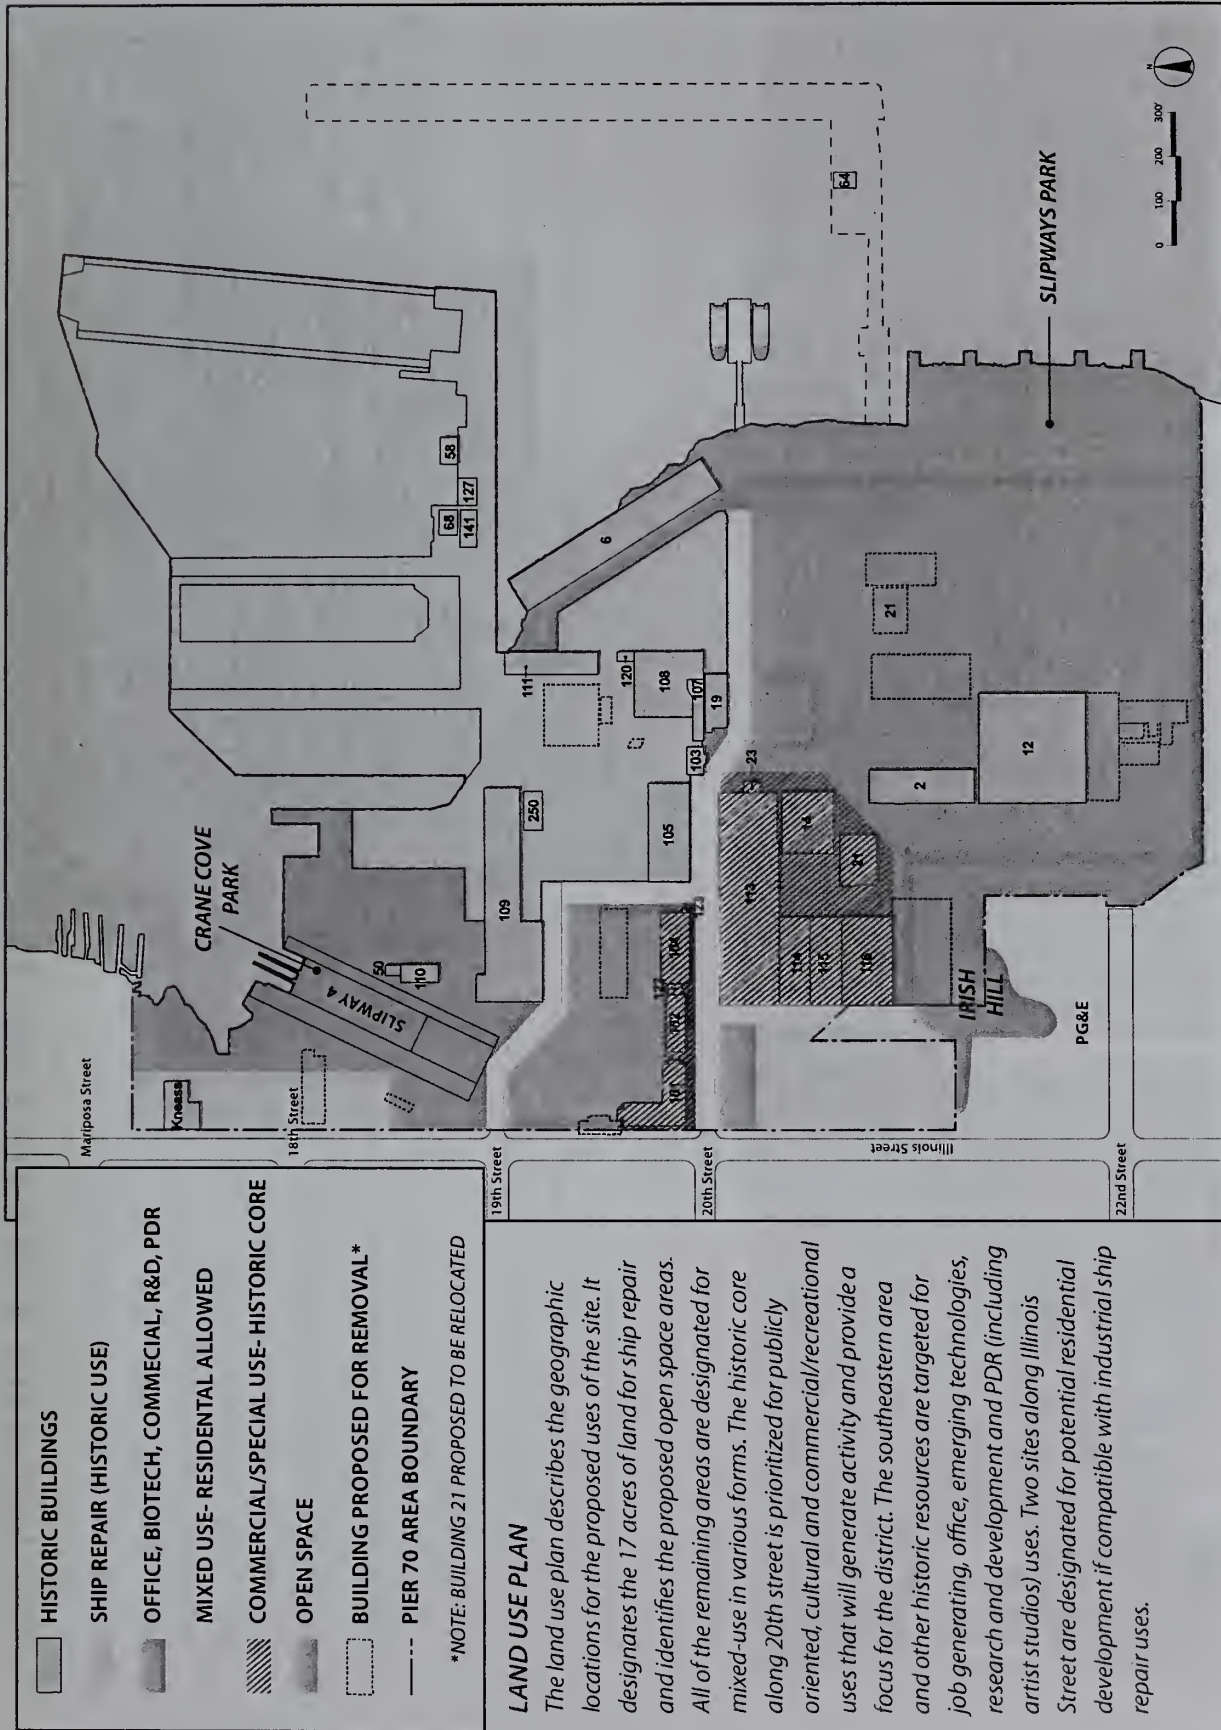 HISTORIC BUILDINGS
SHIP REPAIR (HISTORIC USE)
OFFICE, BIOTECH, COMMECIAL, R&D, PDR
MIXED USE- RESIDENTAL ALLOWED
COMMERCIAL/SPECIAL USE- HISTORIC CORE
OPEN SPACE
BUILDING PROPOSED FOR REMOVAL*
PIER 70 AREA BOUNDARY
*NOTE: BUILDING 21 PROPOSED TO BE RELOCATED
LAND USE PLAN
The land use plan describes the geographic
locations for the proposed uses of the site. It
designates the 17 acres of land for ship repair
and identifies the proposed open space areas.
All of the remaining areas are designated for
mixed-use in various forms. The historic core
along 20th street is prioritized for publicly
oriented, cultural and commercial/recreational
uses that will generate activity and provide a
focus for the district. The southeastern area
and other historic resources are targeted for
job generating, office, emerging technologies,
research and development and PDR (including
artist studios) uses. Two sites along Illinois
Street are designated for potential residential
development if compatible with industrial ship
repair uses.
Mariposa Street
18th Street
19th Street
20th Street
Illinois Street
22nd Street
Kneass
CRANE COVE
PARK
SLIPWAY 4
50
110
109
250
105
103
111
120
108
107
19
6
68
141
127
58
64
101
102
104
122
123
113
114
115
116
14
21
23
2
12
21
IRISH
HILL
PG&E
SLIPWAYS PARK
N
0
100
200
300'